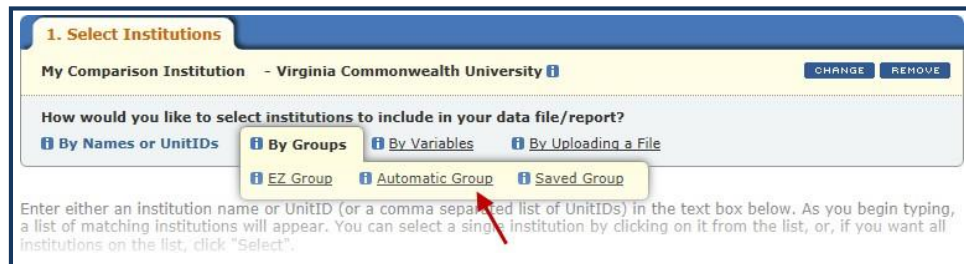 1. Select Institutions
My Comparison Institution - Virginia Commonwealth University
CHANGE REMOVE
How would you like to select institutions to include in your data file/report?
By Names or UnitIDs By Groups By Variables By Uploading a File
EZ Group Automatic Group Saved Group
Enter either an institution name or UnitID (or a comma separated list of UnitIDs) in the text box below. As you begin typing,
a list of matching institutions will appear. You can select a single institution by clicking on it from the list, or, if you want all
institutions on the list, click "Select".